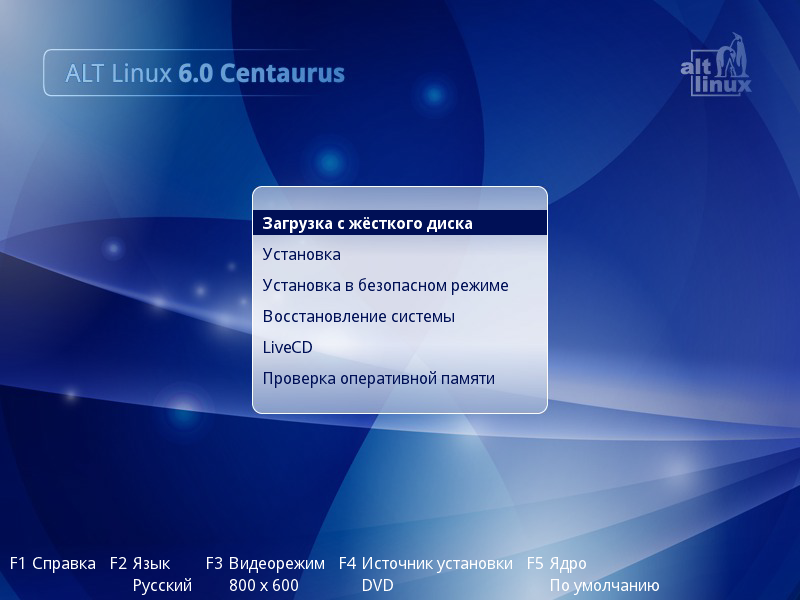 ALT Linux 6.0 Centaurus
alt
linux
Загрузка с жёсткого диска
Установка
Установка в безопасном режиме
Восстановление системы
LiveCD
Проверка оперативной памяти
F1 Справка F2 Язык F3 Видеорежим F4 Источник установки F5 Ядро
Русский 800 x 600 DVD По умолчанию